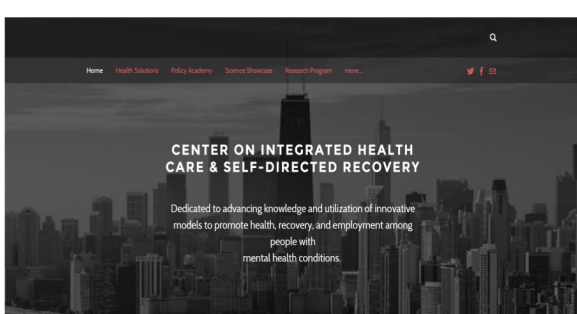 Home Health Solutions Policy Academy Science Showcase Research Program more...
CENTER ON INTEGRATED HEALTH
CARE & SELF-DIRECTED RECOVERY
Dedicated to advancing knowledge and utilization of innovative
models to promote health, recovery, and employment among
people with
mental health conditions.